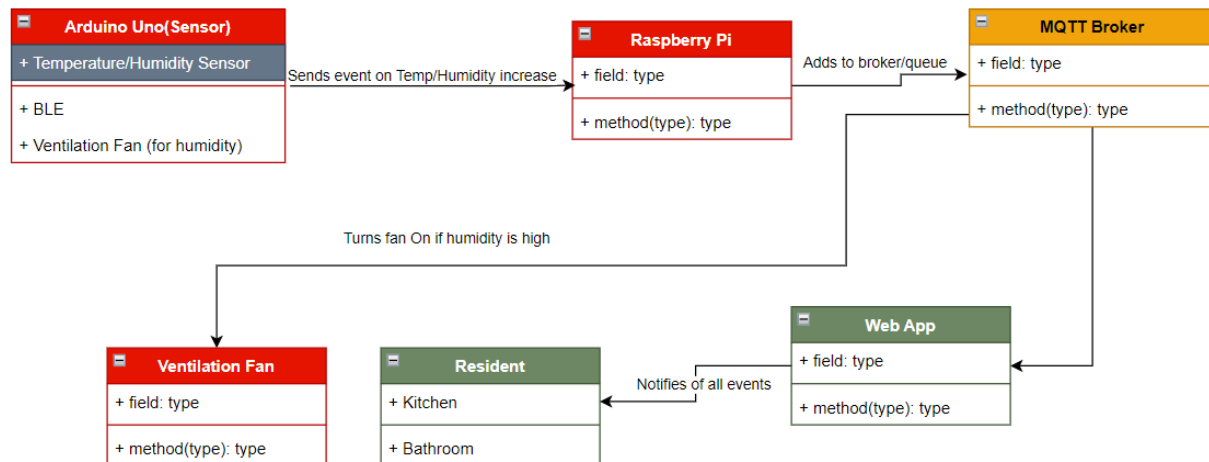 Arduino Uno(Sensor)
+ Temperature/Humidity Sensor
+ BLE
+ Ventilation Fan (for humidity)
Sends event on Temp/Humidity increase
Raspberry Pi
+ field: type
+ method(type): type
Adds to broker/queue
MQTT Broker
+ field: type
+ method(type): type
Turns fan On if humidity is high
Ventilation Fan
+ field: type
+ method(type): type
Resident
+ Kitchen
+ Bathroom
Notifies of all events
Web App
+ field: type
+ method(type): type